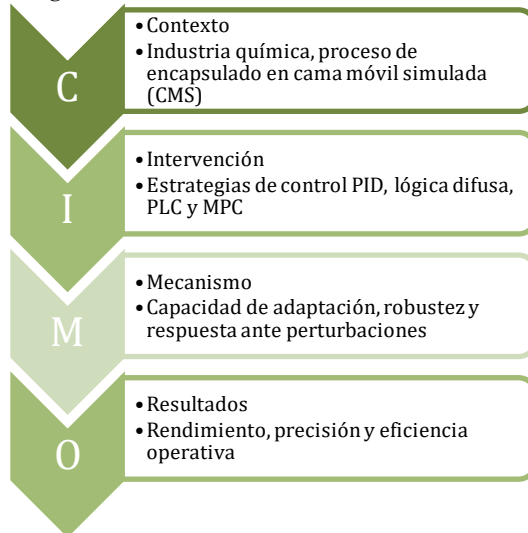 C
•Contexto
•Industria química, proceso de
encapsulado en cama móvil simulada
(CMS)
I
•Intervención
•Estrategias de control PID, lógica difusa,
PLC y MPC
M
•Mecanismo
•Capacidad de adaptación, robustez y
respuesta ante perturbaciones
O
•Resultados
•Rendimiento, precisión y eficiencia
operativa